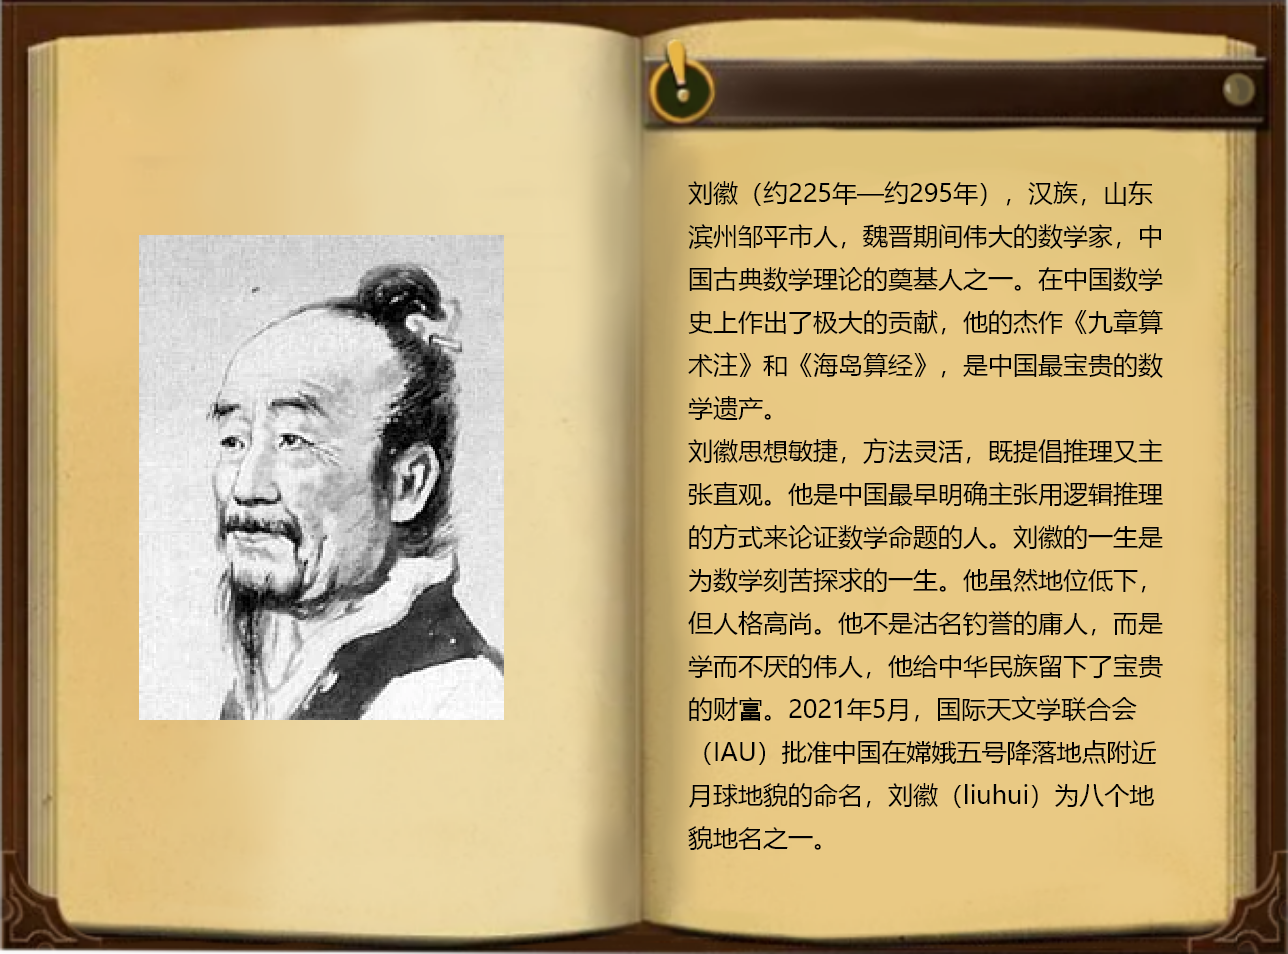 刘徽（约225年—约295年），汉族，山东
滨州邹平市人，魏晋期间伟大的数学家，中
国古典数学理论的奠基人之一。在中国数学
史上作出了极大的贡献，他的杰作《九章算
术注》和《海岛算经》，是中国最宝贵的数
学遗产。
刘徽思想敏捷，方法灵活，既提倡推理又主
张直观。他是中国最早明确主张用逻辑推理
的方式来论证数学命题的人。刘徽的一生是
为数学刻苦探求的一生。他虽然地位低下，
但人格高尚。他不是沽名钓誉的庸人，而是
学而不厌的伟人，他给中华民族留下了宝贵
的财富。2021年5月，国际天文学联合会
（IAU）批准中国在嫦娥五号降落地点附近
月球地貌的命名，刘徽（liuhui）为八个地
貌地名之一。